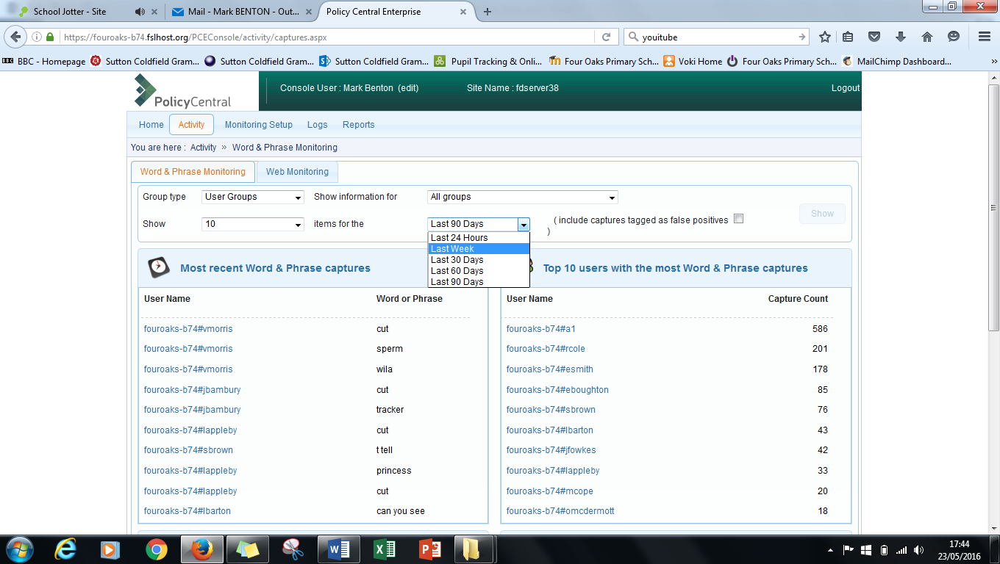 School Jotter - Site
Mail - Mark BENTON - Out...
Policy Central Enterprise
https://fouroaks-b74.fslhost.org/PCEConsole/activity/captures.aspx
youitube
BBC - Homepage
Sutton Coldfield Gram...
Sutton Coldfield Gram...
Sutton Coldfield Gram...
Pupil Tracking & Onli...
Four Oaks Primary Sch...
Voki Home
Four Oaks Primary Sch...
MailChimp Dashboard...
PolicyCentral
Console User : Mark Benton (edit)
Site Name : fdserver38
Logout
Home
Activity
Monitoring Setup
Logs
Reports
You are here : Activity » Word & Phrase Monitoring
Word & Phrase Monitoring
Web Monitoring
Group type
User Groups
Show information for
All groups
Show
10
items for the
Last 90 Days
( include captures tagged as false positives
)
Show
Last 24 Hours
Last Week
Last 30 Days
Last 60 Days
Last 90 Days
Most recent Word & Phrase captures
User Name Word or Phrase
fouroaks-b74#vmorris cut
fouroaks-b74#vmorris sperm
fouroaks-b74#vmorris wila
fouroaks-b74#jbambury cut
fouroaks-b74#jbambury tracker
fouroaks-b74#lappleby cut
fouroaks-b74#sbrown t tell
fouroaks-b74#lappleby princess
fouroaks-b74#lappleby cut
fouroaks-b74#lbarton can you see
Top 10 users with the most Word & Phrase captures
User Name Capture Count
fouroaks-b74#a1 586
fouroaks-b74#rcole 201
fouroaks-b74#esmith 178
fouroaks-b74#eboughton 85
fouroaks-b74#sbrown 76
fouroaks-b74#lbarton 43
fouroaks-b74#jfowkes 42
fouroaks-b74#lappleby 33
fouroaks-b74#mcope 20
fouroaks-b74#omcdermott 18
17:44
23/05/2016